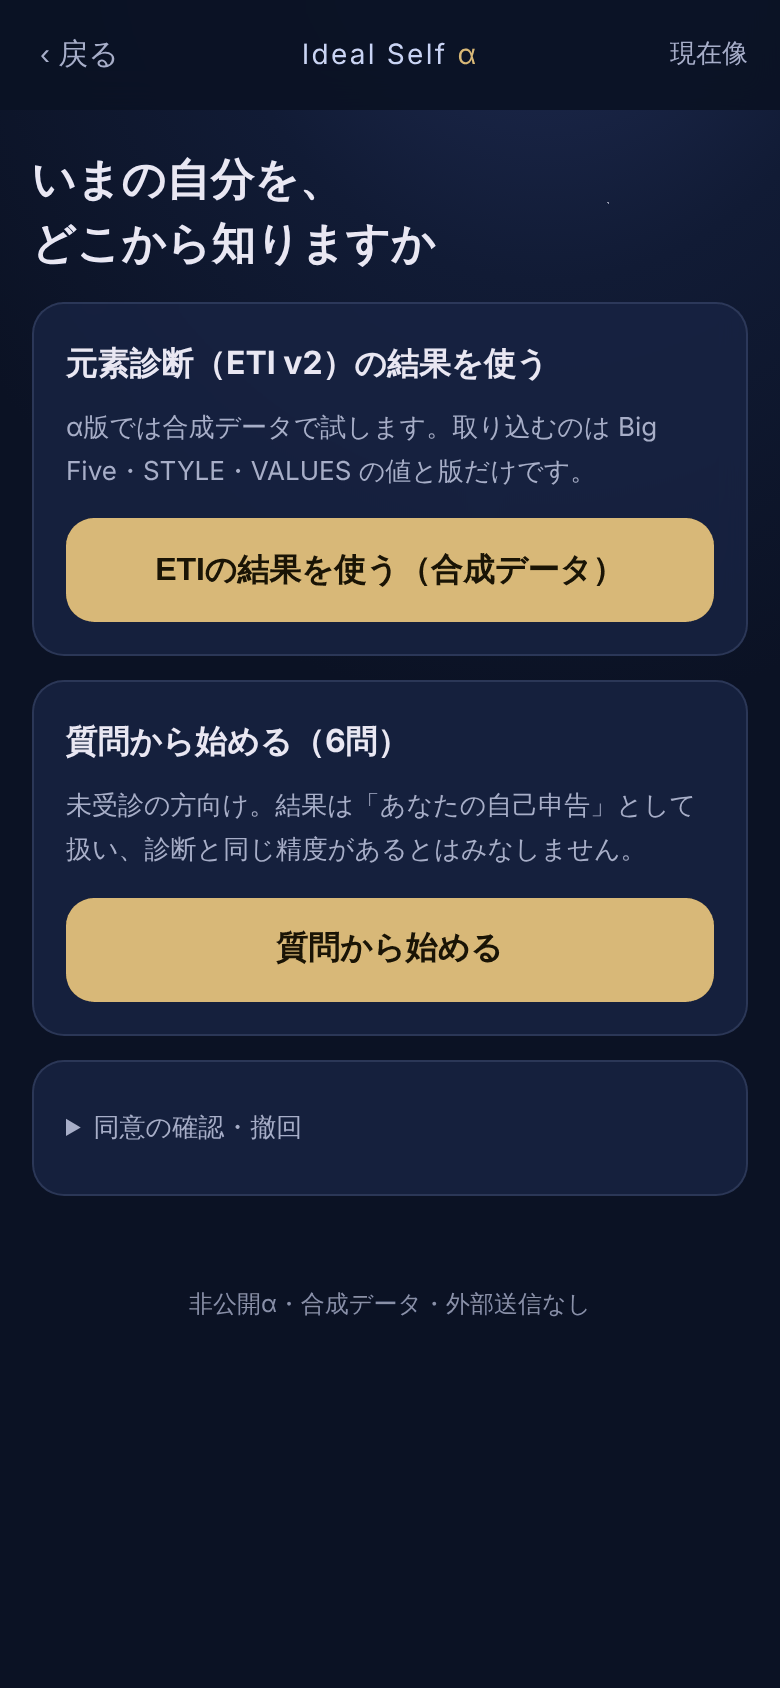 ‹ 戻る
Ideal Self α
現在像
いまの自分を、
どこから知りますか
元素診断（ETI v2）の結果を使う
α版では合成データで試します。取り込むのは Big
Five・STYLE・VALUES の値と版だけです。
ETIの結果を使う（合成データ）
質問から始める（6問）
未受診の方向け。結果は「あなたの自己申告」として
扱い、診断と同じ精度があるとはみなしません。
質問から始める
▶ 同意の確認・撤回
非公開α・合成データ・外部送信なし